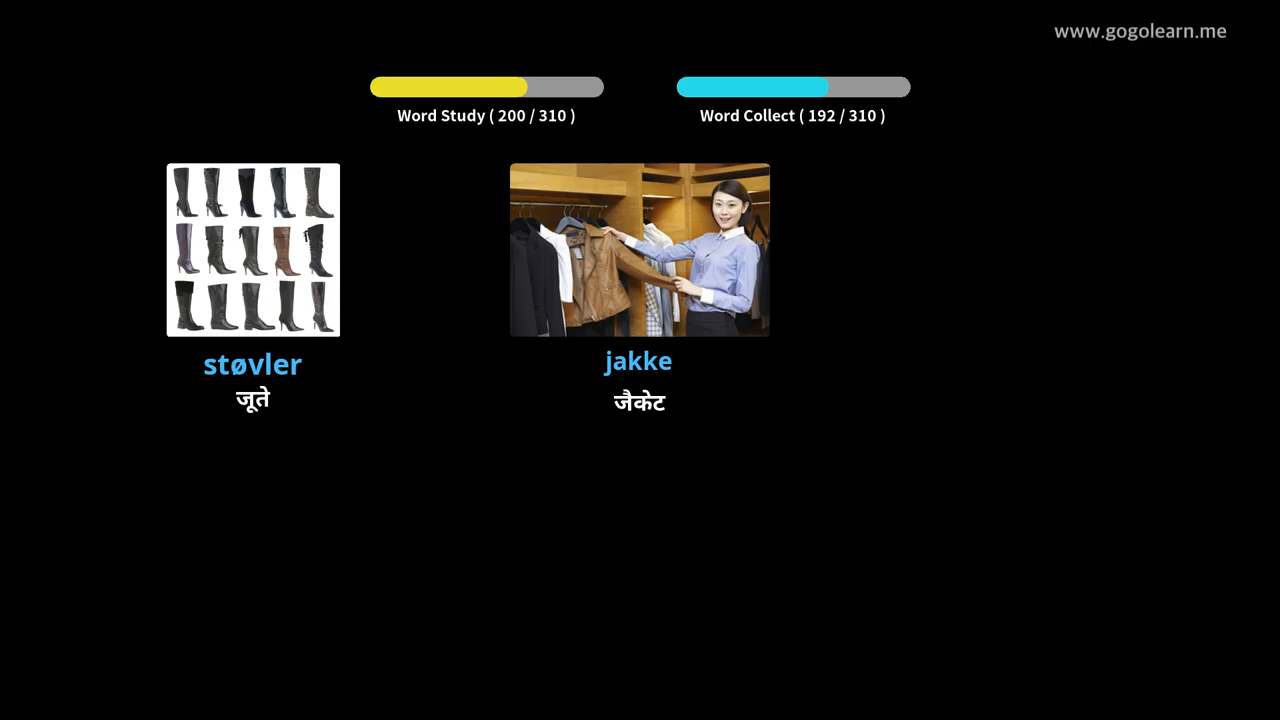 www.gogolearn.me
Word Study ( 200 / 310 )
Word Collect ( 192 / 310 )
støvler
जूते
jakke
जैकेट